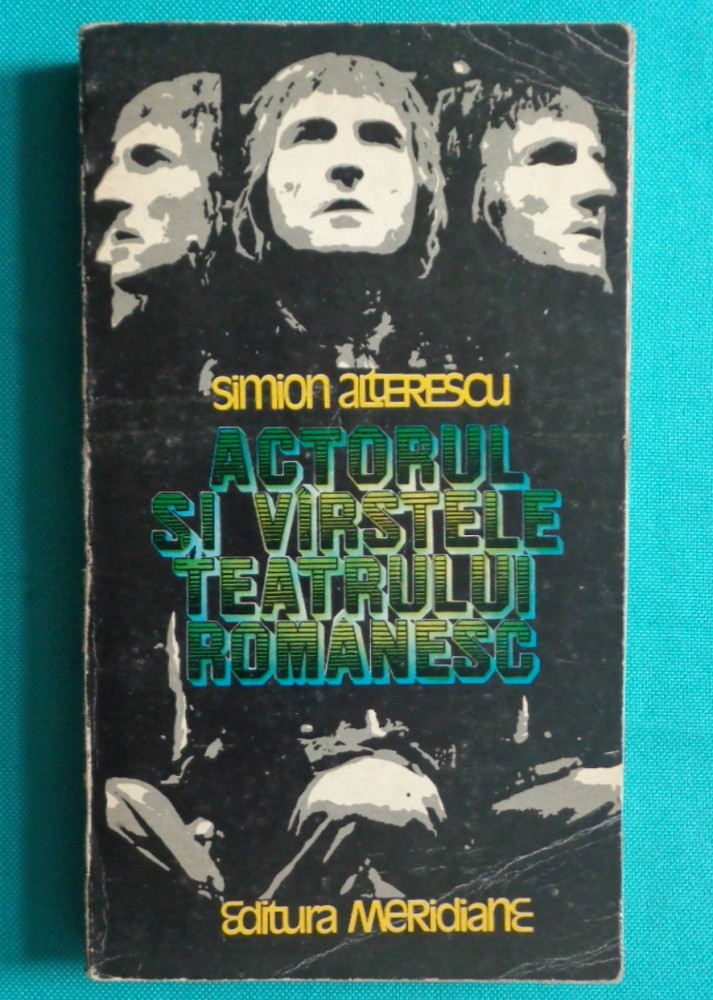 simion alterescu
ACTORUL
ȘI VÎRSTELE
TEATRULUI
ROMÂNESC
Editura MERidiaNE